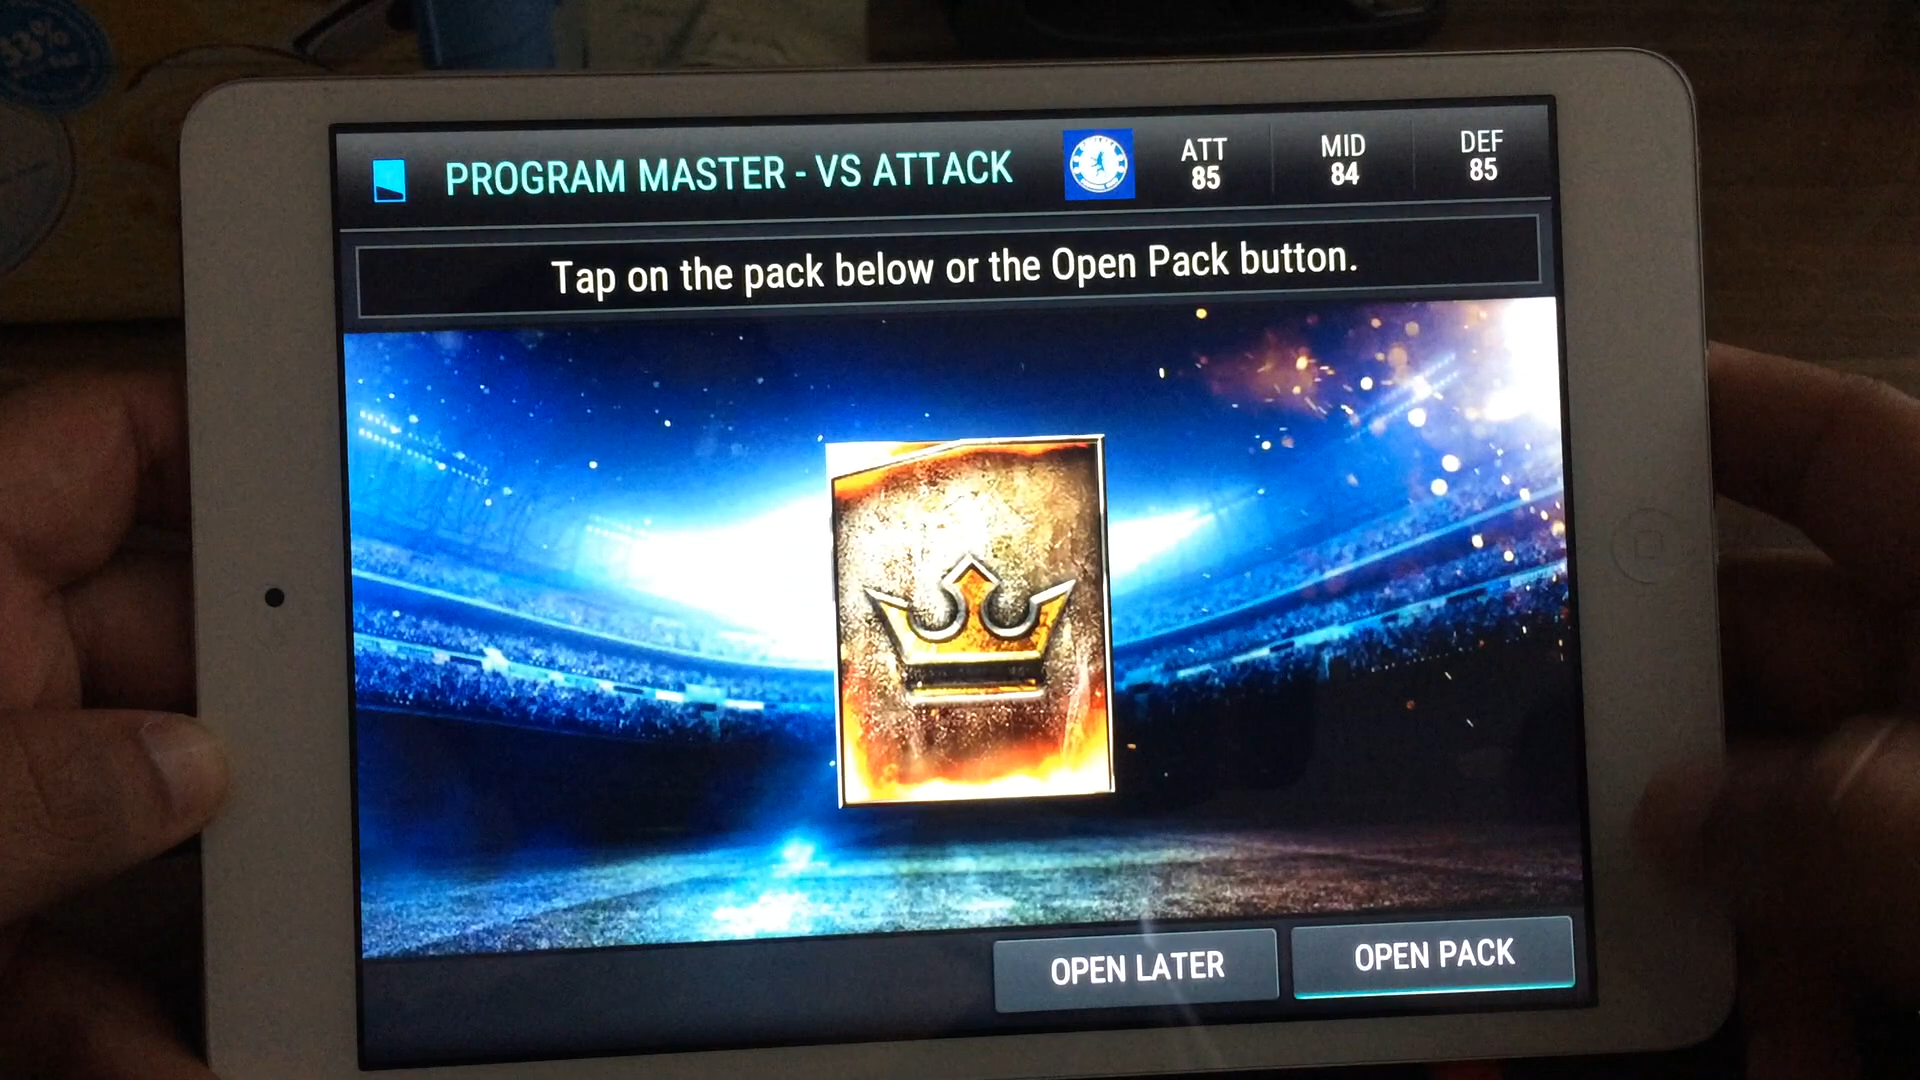 33%
PROGRAM MASTER - VS ATTACK
ATT
85
MID
84
DEF
85
Tap on the pack below or the Open Pack button.
OPEN LATER
OPEN PACK